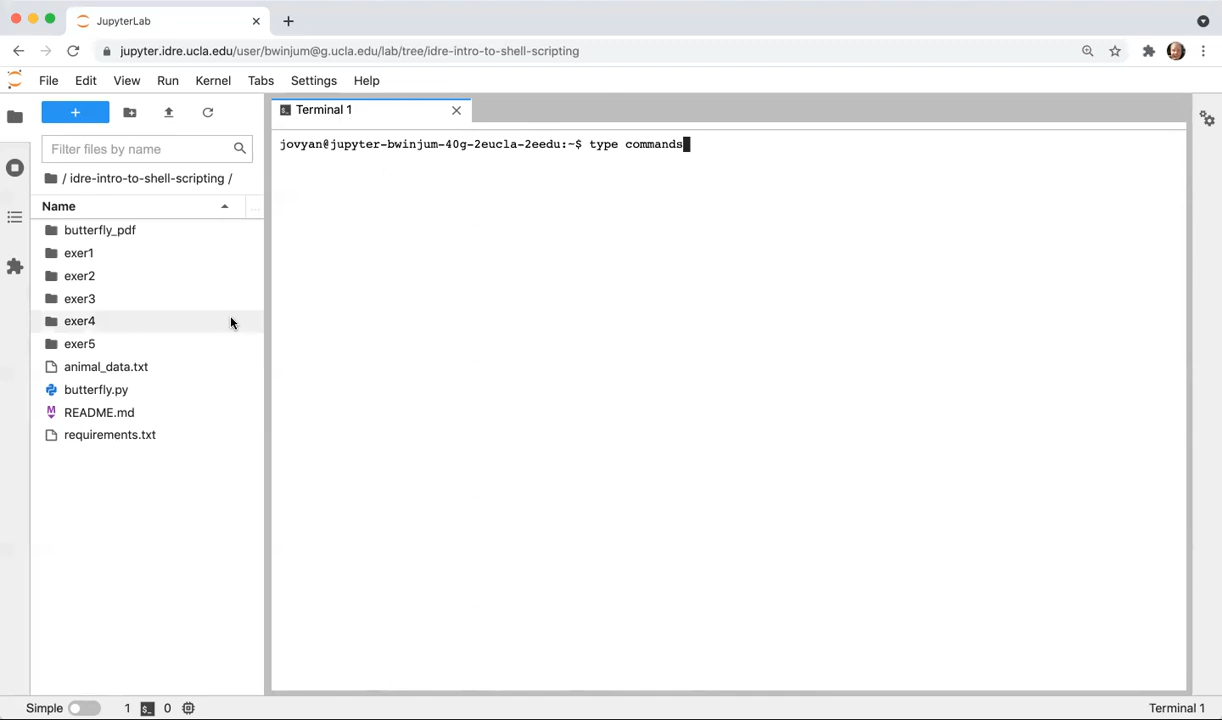 JupyterLab
jupyter.idre.ucla.edu/user/bwinjum@g.ucla.edu/lab/tree/idre-intro-to-shell-scripting
File Edit View Run Kernel Tabs Settings Help
+
Terminal 1
Filter files by name
/ idre-intro-to-shell-scripting /
jovyan@jupyter-bwinjum-40g-2eucla-2eedu:~$ type commands
Name
butterfly_pdf
exer1
exer2
exer3
exer4
exer5
animal_data.txt
butterfly.py
README.md
requirements.txt
Simple 1 0 Terminal 1